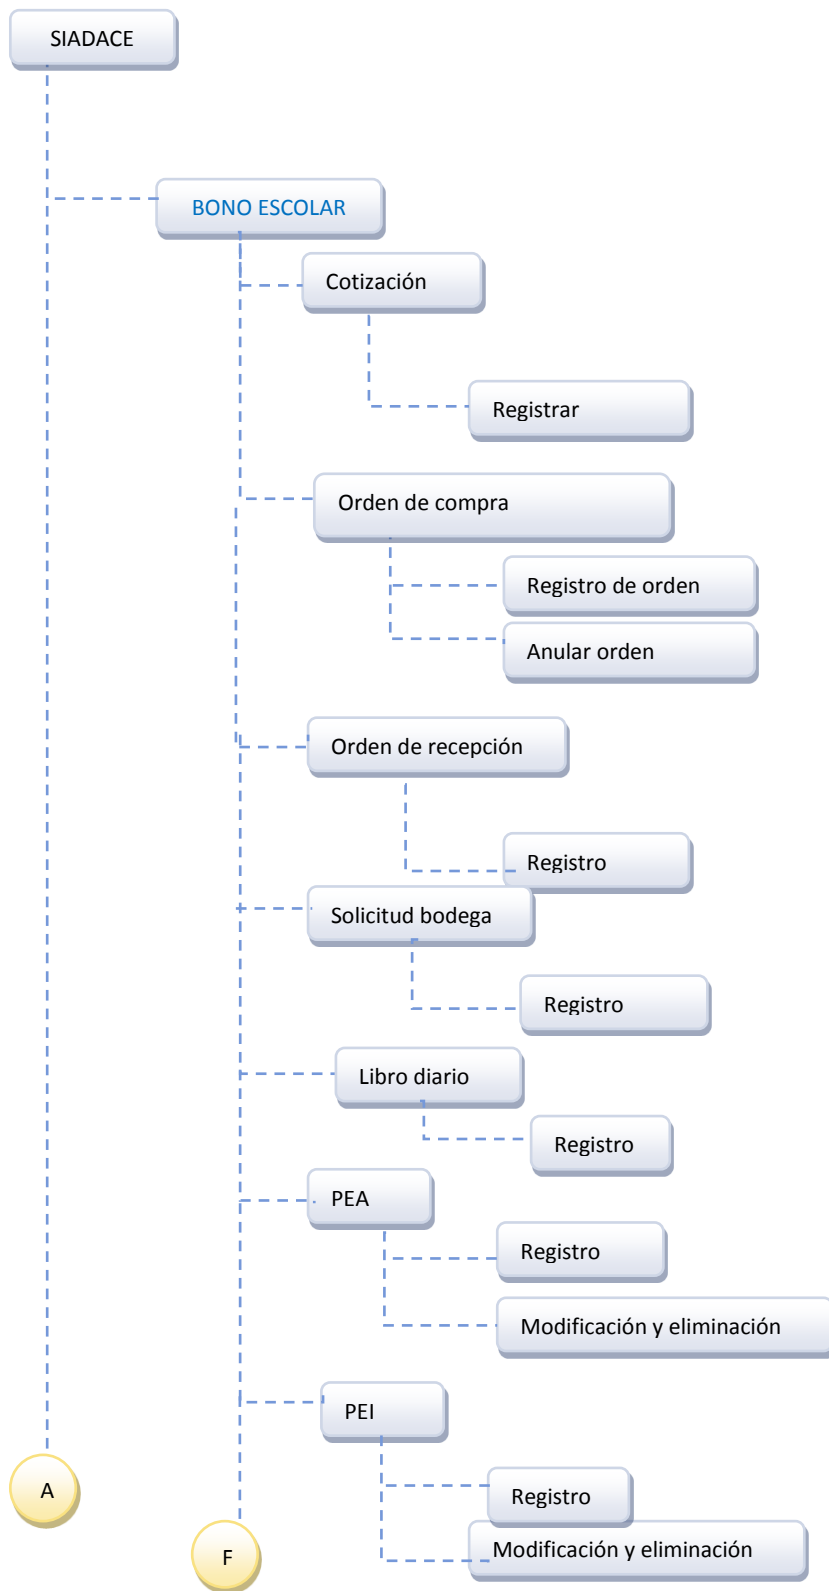 SIADACE
BONO ESCOLAR
Cotización
Registrar
Orden de compra
Registro de orden
Anular orden
Orden de recepción
Registro
Solicitud bodega
Registro
Libro diario
Registro
PEA
Registro
Modificación y eliminación
PEI
A
Registro
F
Modificación y eliminación